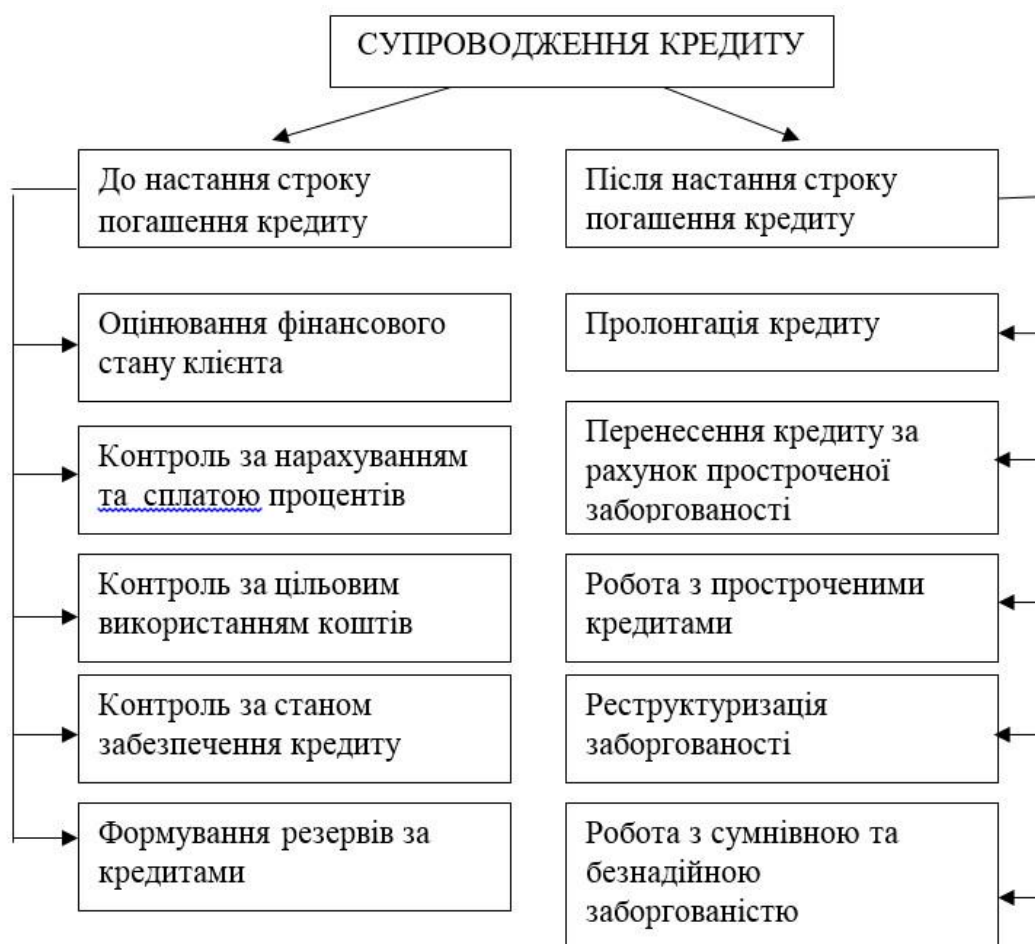 СУПРОВОДЖЕННЯ КРЕДИТУ
До настання строку
погашення кредиту
Оцінювання фінансового
стану клієнта
Контроль за нарахуванням
та сплатою процентів
Контроль за цільовим
використанням коштів
Контроль за станом
забезпечення кредиту
Формування резервів за
кредитами
Після настання строку
погашення кредиту
Пролонгація кредиту
Перенесення кредиту за
рахунок простроченої
заборгованості
Робота з простроченими
кредитами
Реструктуризація
заборгованості
Робота з сумнівною та
безнадійною
заборгованістю